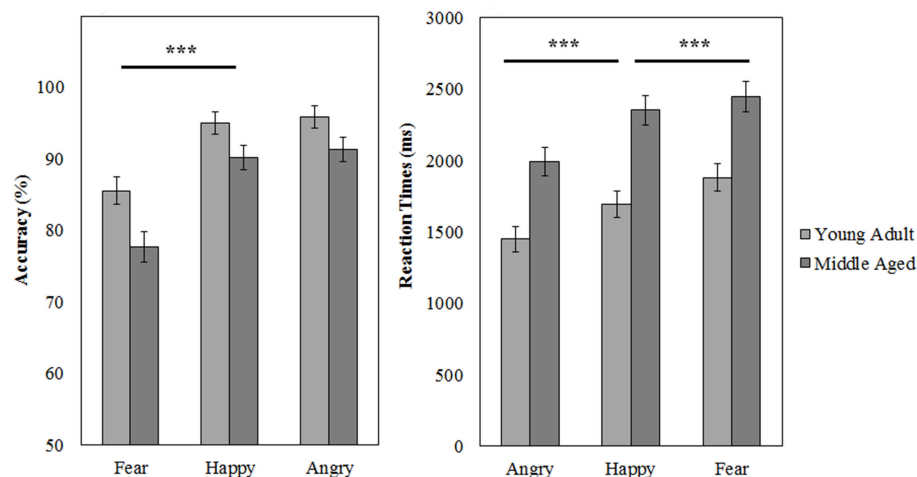 Accuracy (%)
100
90
80
70
60
50
***
Fear Happy Angry
Reaction Times (ms)
3000
2500
2000
1500
1000
500
0
*** ***
Angry Happy Fear
Young Adult
Middle Aged